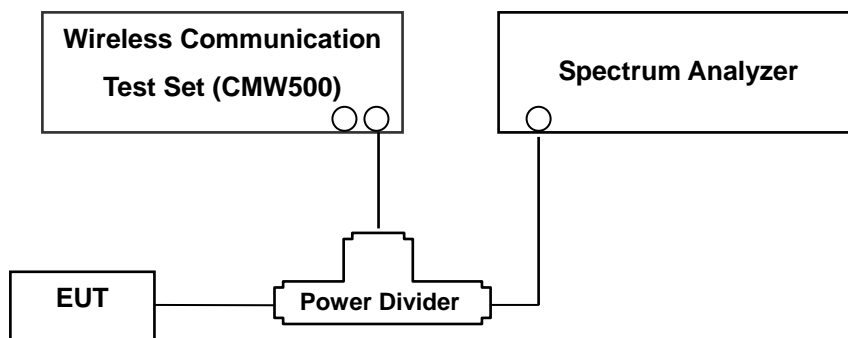 Wireless Communication
Test Set (CMW500)
Spectrum Analyzer
EUT
Power Divider